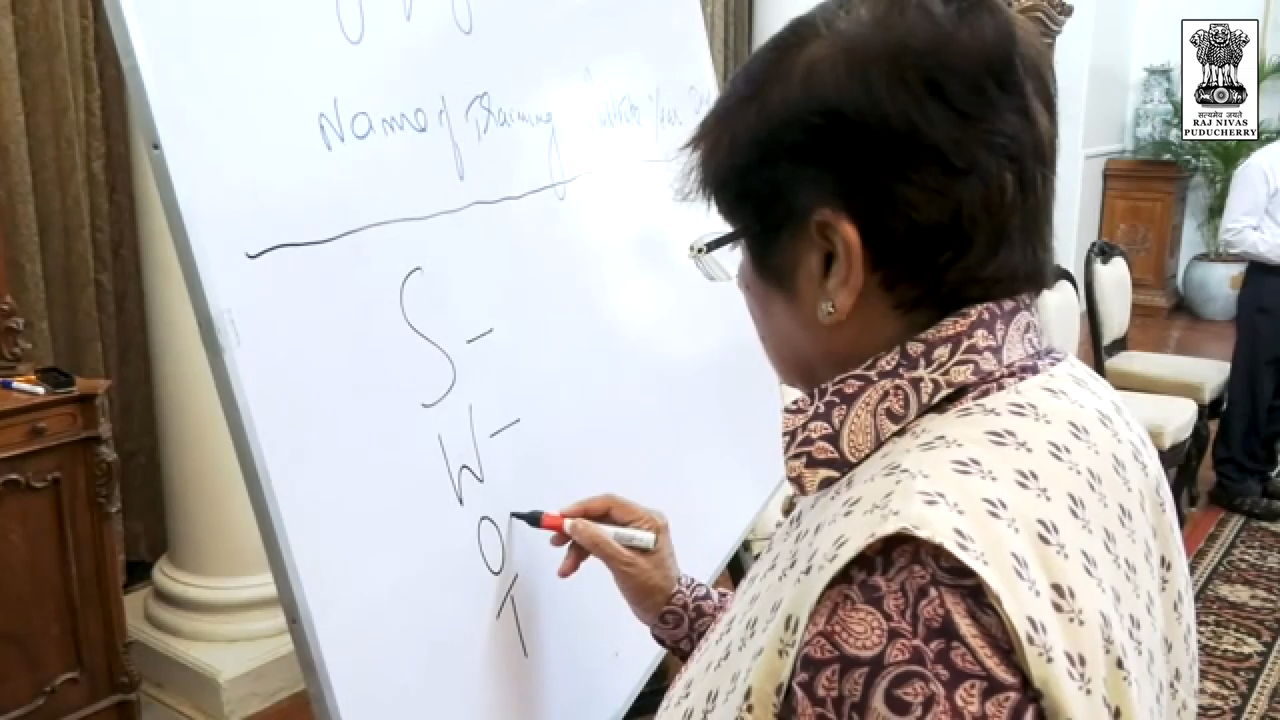 Name of Training
S -
W -
O
T
सत्यमेव जयते
RAJ NIVAS
PUDUCHERRY